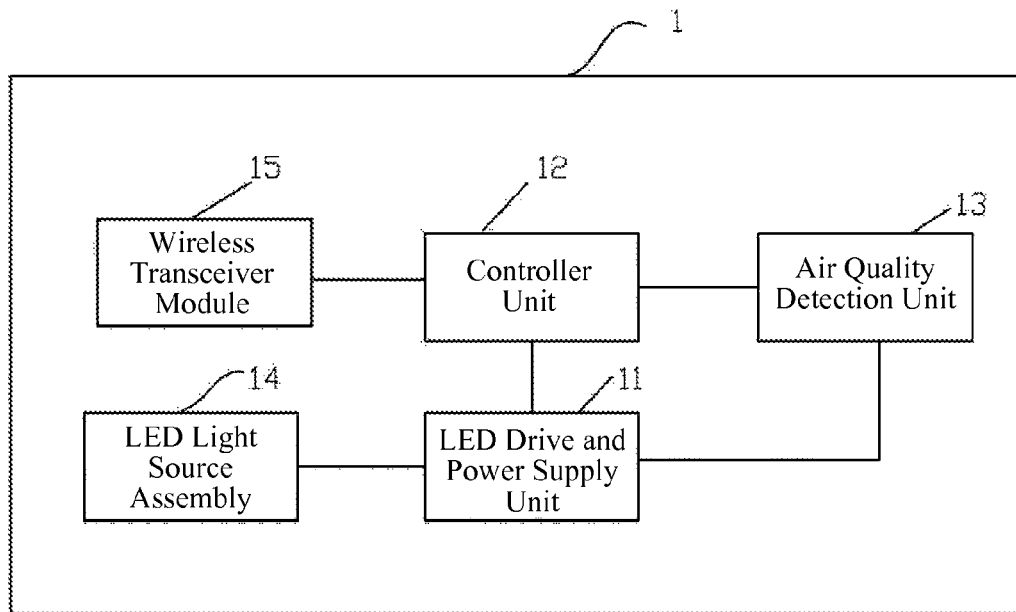 1
15
12
13
Wireless
Transceiver
Module
Controller
Unit
Air Quality
Detection Unit
14
11
LED Light
Source
Assembly
LED Drive and
Power Supply
Unit